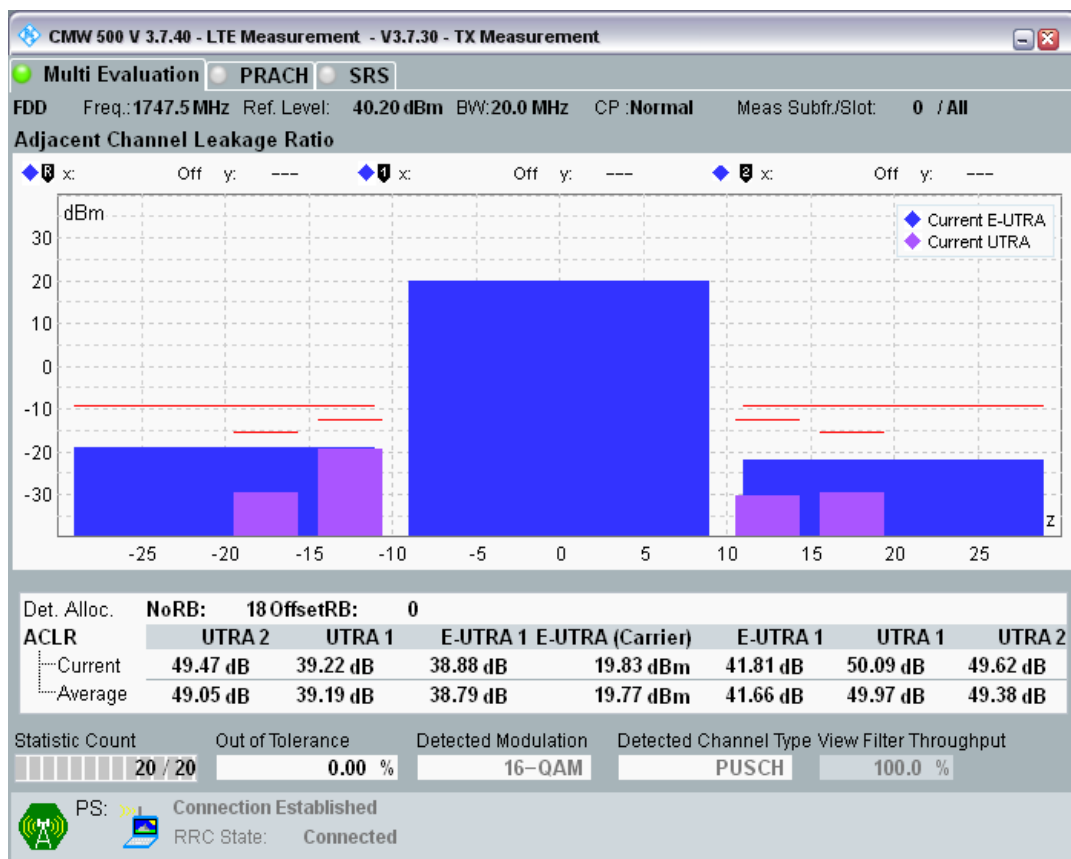 CMW 500 V 3.7.40 - LTE Measurement - V3.7.30 - TX Measurement
Multi Evaluation PRACH SRS
FDD Freq.:1747.5 MHz Ref. Level: 40.20 dBm BW:20.0 MHz CP :Normal Meas Subfr./Slot: 0 / All
Adjacent Channel Leakage Ratio
R x: Off y: --- 1 x: Off y: --- 2 x: Off y: ---
dBm
Current E-UTRA
Current UTRA
30
20
10
0
-10
-20
-30
z
-25 -20 -15 -10 -5 0 5 10 15 20 25
Det. Alloc. NoRB: 18 OffsetRB: 0
ACLR UTRA 2 UTRA 1 E-UTRA 1 E-UTRA (Carrier) E-UTRA 1 UTRA 1 UTRA 2
Current 49.47 dB 39.22 dB 38.88 dB 19.83 dBm 41.81 dB 50.09 dB 49.62 dB
Average 49.05 dB 39.19 dB 38.79 dB 19.77 dBm 41.66 dB 49.97 dB 49.38 dB
Statistic Count Out of Tolerance Detected Modulation Detected Channel Type View Filter Throughput
20 / 20 0.00 % 16-QAM PUSCH 100.0 %
PS: Connection Established
RRC State: Connected